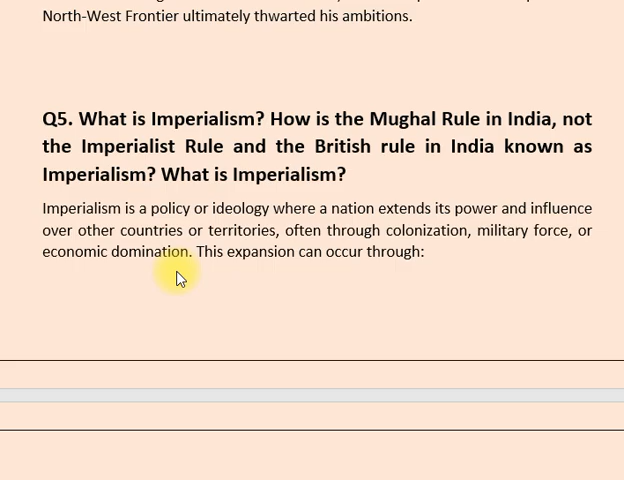 North-West Frontier ultimately thwarted his ambitions.
Q5. What is Imperialism? How is the Mughal Rule in India, not
the Imperialist Rule and the British rule in India known as
Imperialism? What is Imperialism?
Imperialism is a policy or ideology where a nation extends its power and influence
over other countries or territories, often through colonization, military force, or
economic domination. This expansion can occur through: